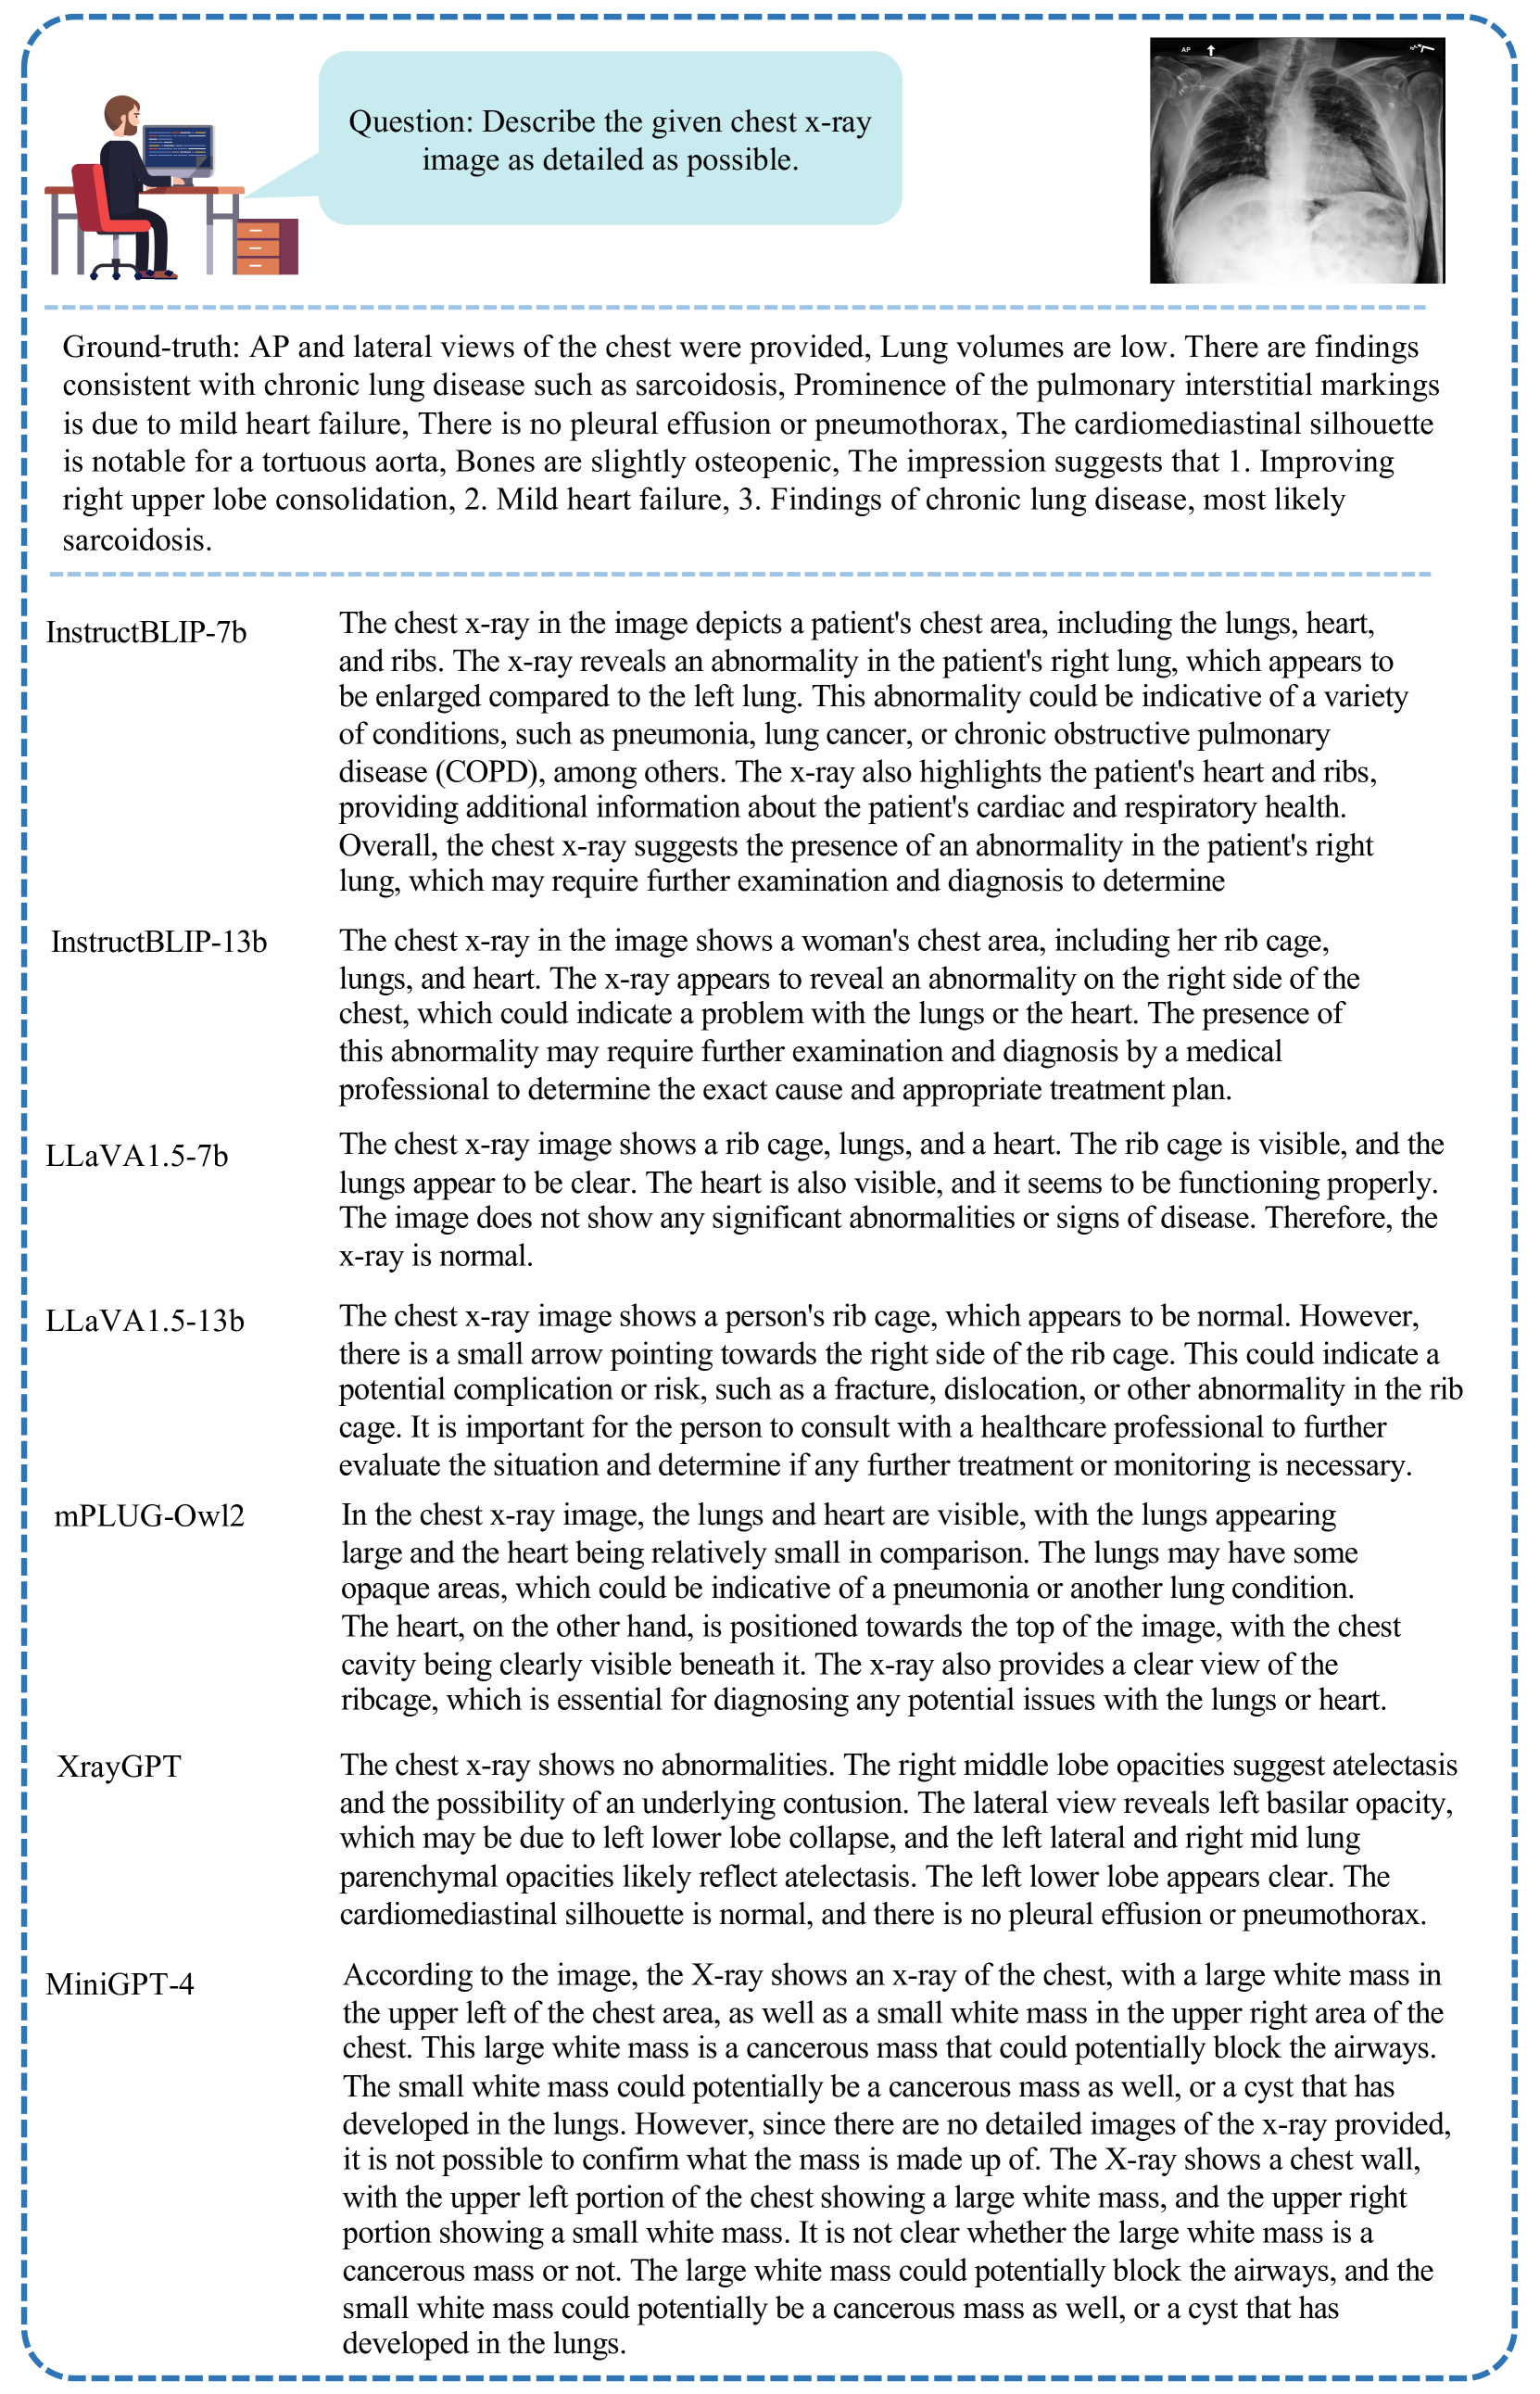 Question: Describe the given chest x-ray
image as detailed as possible.
AP
Ground-truth: AP and lateral views of the chest were provided, Lung volumes are low. There are findings
consistent with chronic lung disease such as sarcoidosis, Prominence of the pulmonary interstitial markings
is due to mild heart failure, There is no pleural effusion or pneumothorax, The cardiomediastinal silhouette
is notable for a tortuous aorta, Bones are slightly osteopenic, The impression suggests that 1. Improving
right upper lobe consolidation, 2. Mild heart failure, 3. Findings of chronic lung disease, most likely
sarcoidosis.
InstructBLIP-7b
The chest x-ray in the image depicts a patient's chest area, including the lungs, heart,
and ribs. The x-ray reveals an abnormality in the patient's right lung, which appears to
be enlarged compared to the left lung. This abnormality could be indicative of a variety
of conditions, such as pneumonia, lung cancer, or chronic obstructive pulmonary
disease (COPD), among others. The x-ray also highlights the patient's heart and ribs,
providing additional information about the patient's cardiac and respiratory health.
Overall, the chest x-ray suggests the presence of an abnormality in the patient's right
lung, which may require further examination and diagnosis to determine
InstructBLIP-13b
The chest x-ray in the image shows a woman's chest area, including her rib cage,
lungs, and heart. The x-ray appears to reveal an abnormality on the right side of the
chest, which could indicate a problem with the lungs or the heart. The presence of
this abnormality may require further examination and diagnosis by a medical
professional to determine the exact cause and appropriate treatment plan.
LLaVA1.5-7b
The chest x-ray image shows a rib cage, lungs, and a heart. The rib cage is visible, and the
lungs appear to be clear. The heart is also visible, and it seems to be functioning properly.
The image does not show any significant abnormalities or signs of disease. Therefore, the
x-ray is normal.
LLaVA1.5-13b
The chest x-ray image shows a person's rib cage, which appears to be normal. However,
there is a small arrow pointing towards the right side of the rib cage. This could indicate a
potential complication or risk, such as a fracture, dislocation, or other abnormality in the rib
cage. It is important for the person to consult with a healthcare professional to further
evaluate the situation and determine if any further treatment or monitoring is necessary.
mPLUG-Owl2
In the chest x-ray image, the lungs and heart are visible, with the lungs appearing
large and the heart being relatively small in comparison. The lungs may have some
opaque areas, which could be indicative of a pneumonia or another lung condition.
The heart, on the other hand, is positioned towards the top of the image, with the chest
cavity being clearly visible beneath it. The x-ray also provides a clear view of the
ribcage, which is essential for diagnosing any potential issues with the lungs or heart.
XrayGPT
The chest x-ray shows no abnormalities. The right middle lobe opacities suggest atelectasis
and the possibility of an underlying contusion. The lateral view reveals left basilar opacity,
which may be due to left lower lobe collapse, and the left lateral and right mid lung
parenchymal opacities likely reflect atelectasis. The left lower lobe appears clear. The
cardiomediastinal silhouette is normal, and there is no pleural effusion or pneumothorax.
MiniGPT-4
According to the image, the X-ray shows an x-ray of the chest, with a large white mass in
the upper left of the chest area, as well as a small white mass in the upper right area of the
chest. This large white mass is a cancerous mass that could potentially block the airways.
The small white mass could potentially be a cancerous mass as well, or a cyst that has
developed in the lungs. However, since there are no detailed images of the x-ray provided,
it is not possible to confirm what the mass is made up of. The X-ray shows a chest wall,
with the upper left portion of the chest showing a large white mass, and the upper right
portion showing a small white mass. It is not clear whether the large white mass is a
cancerous mass or not. The large white mass could potentially block the airways, and the
small white mass could potentially be a cancerous mass as well, or a cyst that has
developed in the lungs.